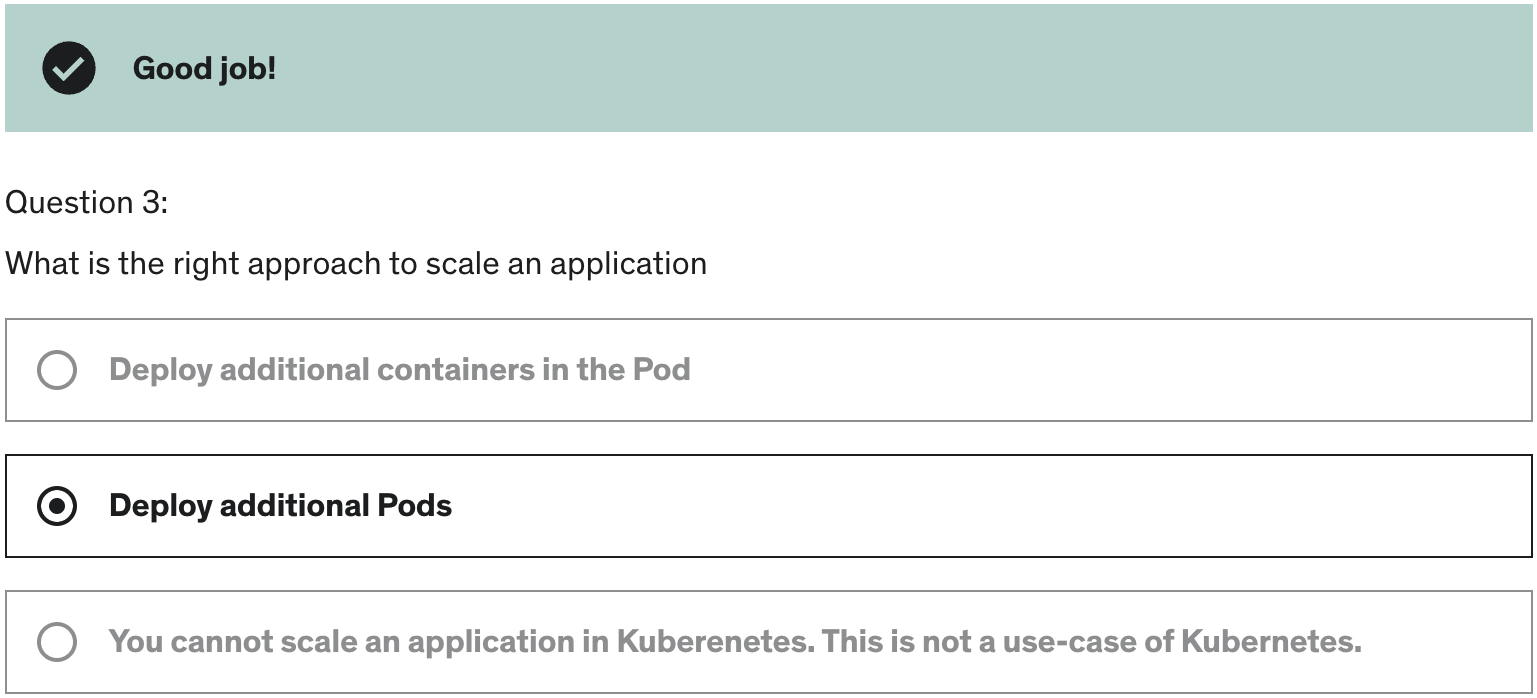 Good job!
Question 3:
What is the right approach to scale an application
Deploy additional containers in the Pod
Deploy additional Pods
You cannot scale an application in Kuberenetes. This is not a use-case of Kubernetes.